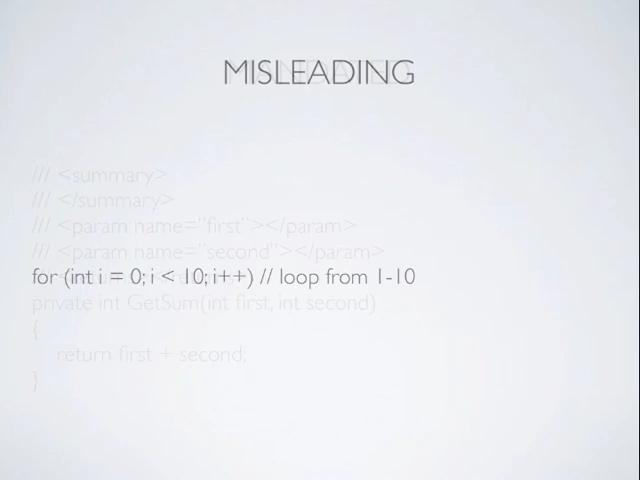 MISLEADING
/// <summary>
/// </summary>
/// <param name="first"></param>
/// <param name="second"></param>
for (int i = 0; i < 10; i++) // loop from 1-10
private int GetSum(int first, int second)
{
return first + second;
}